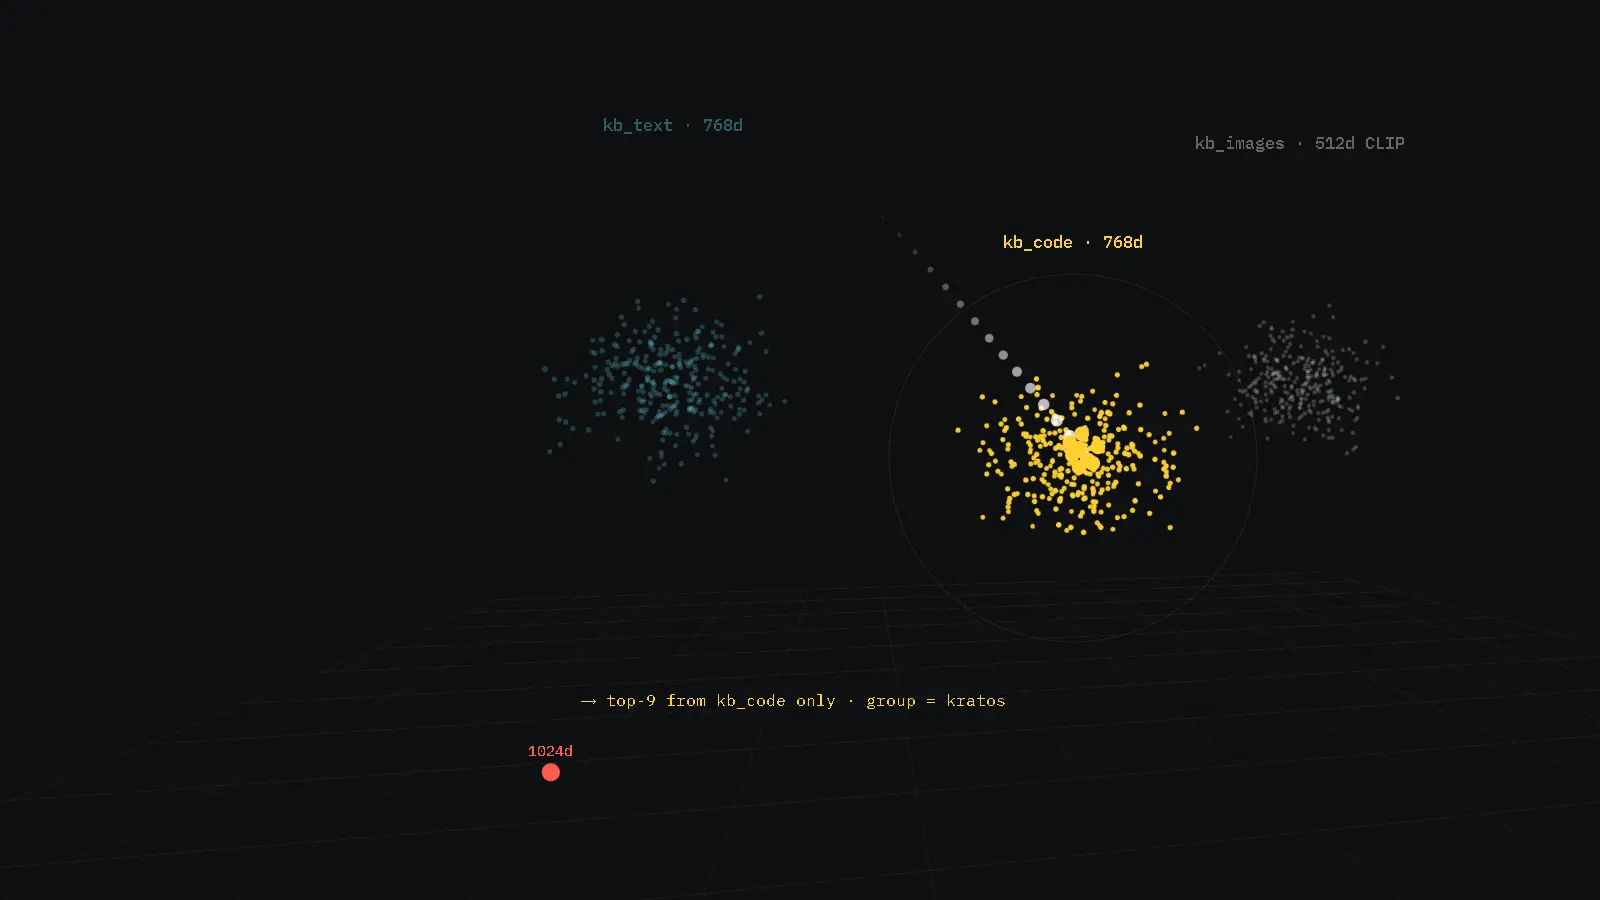 kb_text · 768d
kb_images · 512d CLIP
kb_code · 768d
→ top-9 from kb_code only · group = kratos
1024d